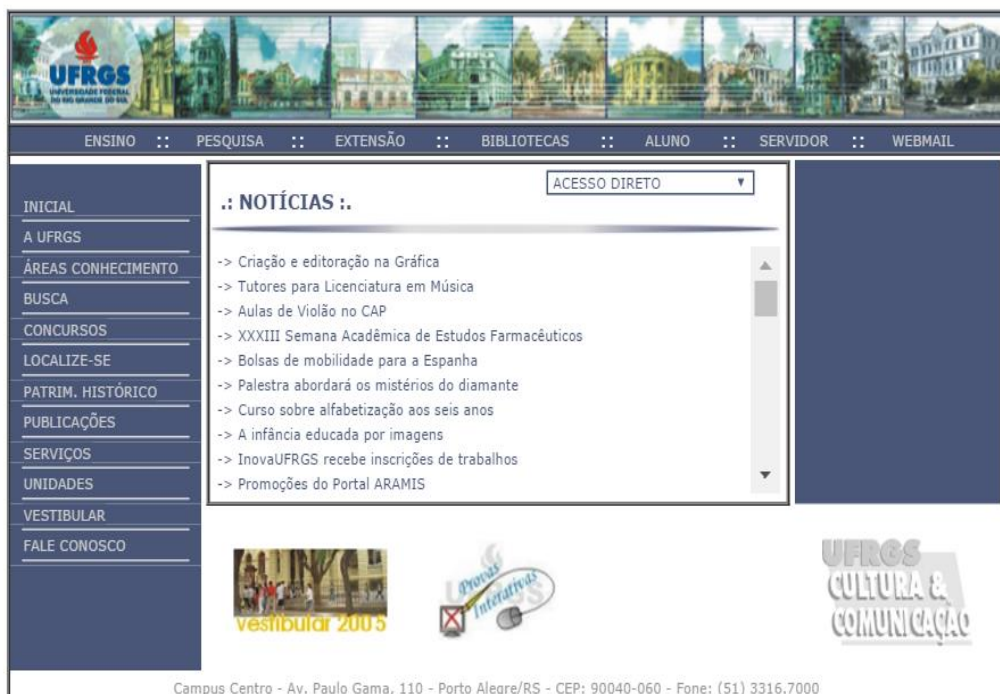 UFRGS
UNIVERSIDADE FEDERAL
DO RIO GRANDE DO SUL
ENSINO :: PESQUISA :: EXTENSÃO :: BIBLIOTECAS :: ALUNO :: SERVIDOR :: WEBMAIL
INICIAL
A UFRGS
ÁREAS CONHECIMENTO
BUSCA
CONCURSOS
LOCALIZE-SE
PATRIM. HISTÓRICO
PUBLICAÇÕES
SERVIÇOS
UNIDADES
VESTIBULAR
FALE CONOSCO
ACESSO DIRETO
.: NOTÍCIAS :.
-> Criação e editoração na Gráfica
-> Tutores para Licenciatura em Música
-> Aulas de Violão no CAP
-> XXXIII Semana Acadêmica de Estudos Farmacêuticos
-> Bolsas de mobilidade para a Espanha
-> Palestra abordará os mistérios do diamante
-> Curso sobre alfabetização aos seis anos
-> A infância educada por imagens
-> InovaUFRGS recebe inscrições de trabalhos
-> Promoções do Portal ARAMIS
vestibular 2005
UFRGS
Provas
Interativas
UFRGS
CULTURA &
COMUNICAÇÃO
Campus Centro - Av. Paulo Gama, 110 - Porto Alegre/RS - CEP: 90040-060 - Fone: (51) 3316.7000